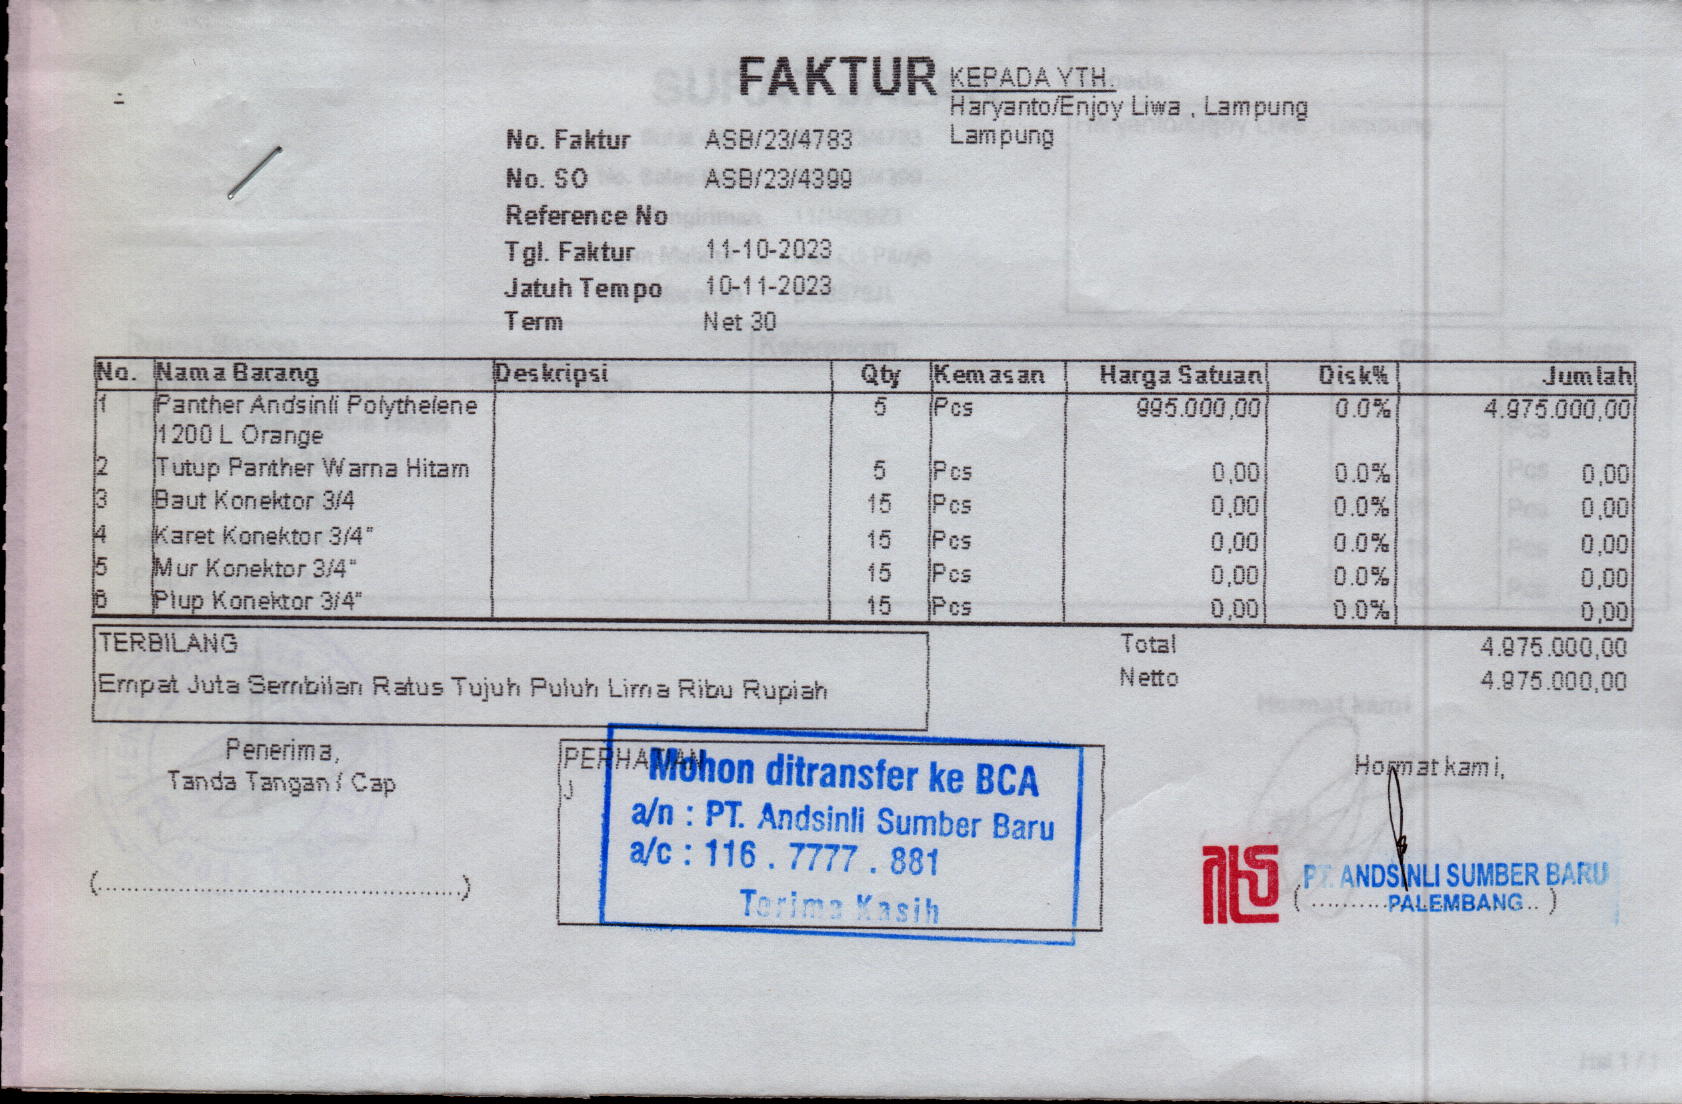 FAKTUR
KEPADA YTH.
Haryanto/Enjoy Liwa , Lampung
Lampung
No. Faktur ASB/23/4783
No. SO ASB/23/4399
Reference No
Tgl. Faktur 11-10-2023
Jatuh Tempo 10-11-2023
Term Net 30
No. Nama Barang Deskripsi Qty Kemasan Harga Satuan Disk% Jumlah
1 Panther Andsinli Polythelene 5 Pcs 995.000,00 0.0% 4.975.000,00
1200 L Orange
2 Tutup Panther Warna Hitam 5 Pcs 0,00 0.0% 0,00
3 Baut Konektor 3/4 15 Pcs 0,00 0.0% 0,00
4 Karet Konektor 3/4" 15 Pcs 0,00 0.0% 0,00
5 Mur Konektor 3/4" 15 Pcs 0,00 0.0% 0,00
6 Plup Konektor 3/4" 15 Pcs 0,00 0.0% 0,00
TERBILANG
Empat Juta Sembilan Ratus Tujuh Puluh Lima Ribu Rupiah
Total 4.975.000,00
Netto 4.975.000,00
Penerima,
Tanda Tangan / Cap
PERHATIAN
Mohon ditransfer ke BCA
a/n : PT. Andsinli Sumber Baru
a/c : 116 . 7777 . 881
Terima Kasih
Hormat kami,
PT. ANDSINLI SUMBER BARU
PALEMBANG